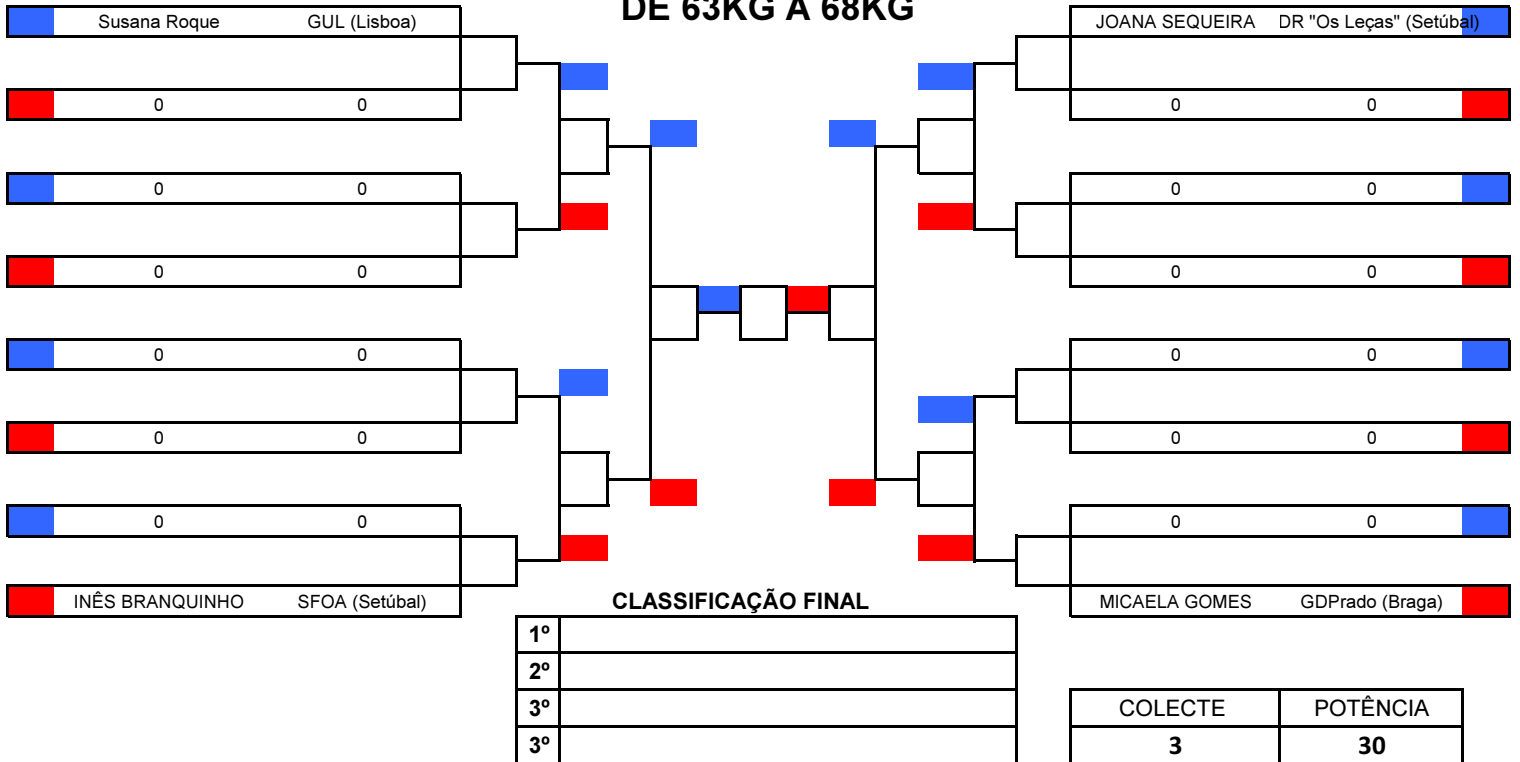 DE 63KG A 68KG
Susana Roque GUL (Lisboa)
0 0
0 0
0 0
0 0
0 0
0 0
INÊS BRANQUINHO SFOA (Setúbal)
JOANA SEQUEIRA DR "Os Leças" (Setúbal)
0 0
0 0
0 0
0 0
0 0
0 0
MICAELA GOMES GDPrado (Braga)
CLASSIFICAÇÃO FINAL
1º
2º
3º
3º
COLECTE POTÊNCIA
3 30